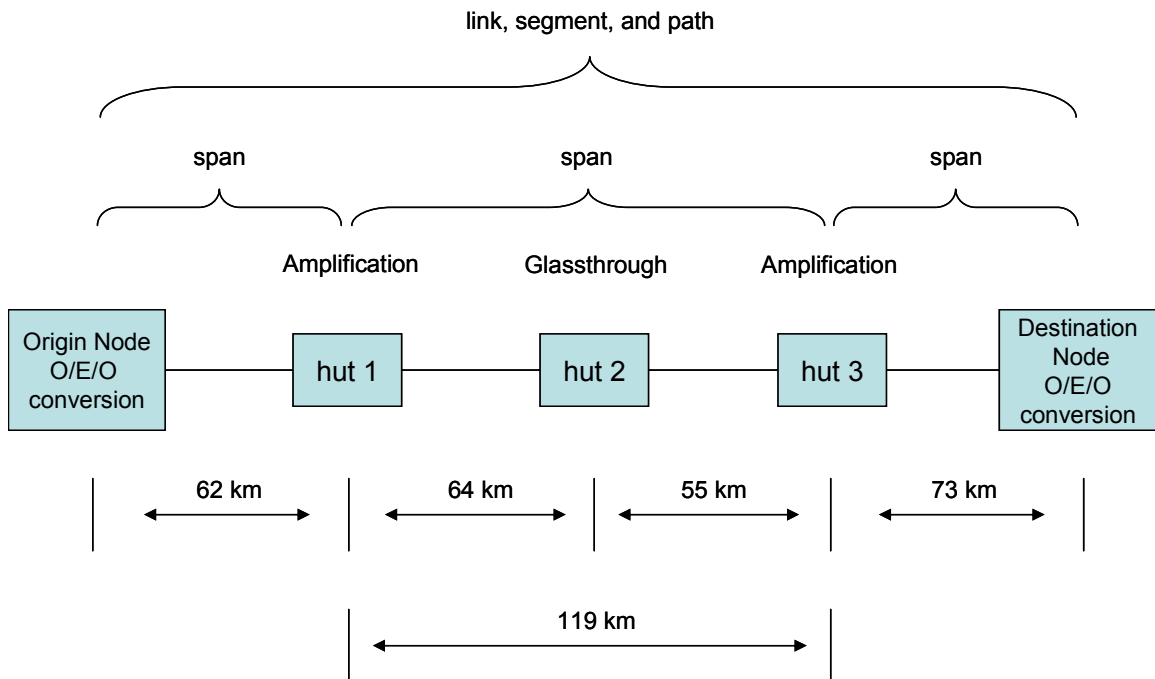 link, segment, and path
span
span
span
Amplification
Glassthrough
Amplification
Origin Node
O/E/O
conversion
hut 1
hut 2
hut 3
Destination
Node
O/E/O
conversion
62 km
64 km
55 km
73 km
119 km